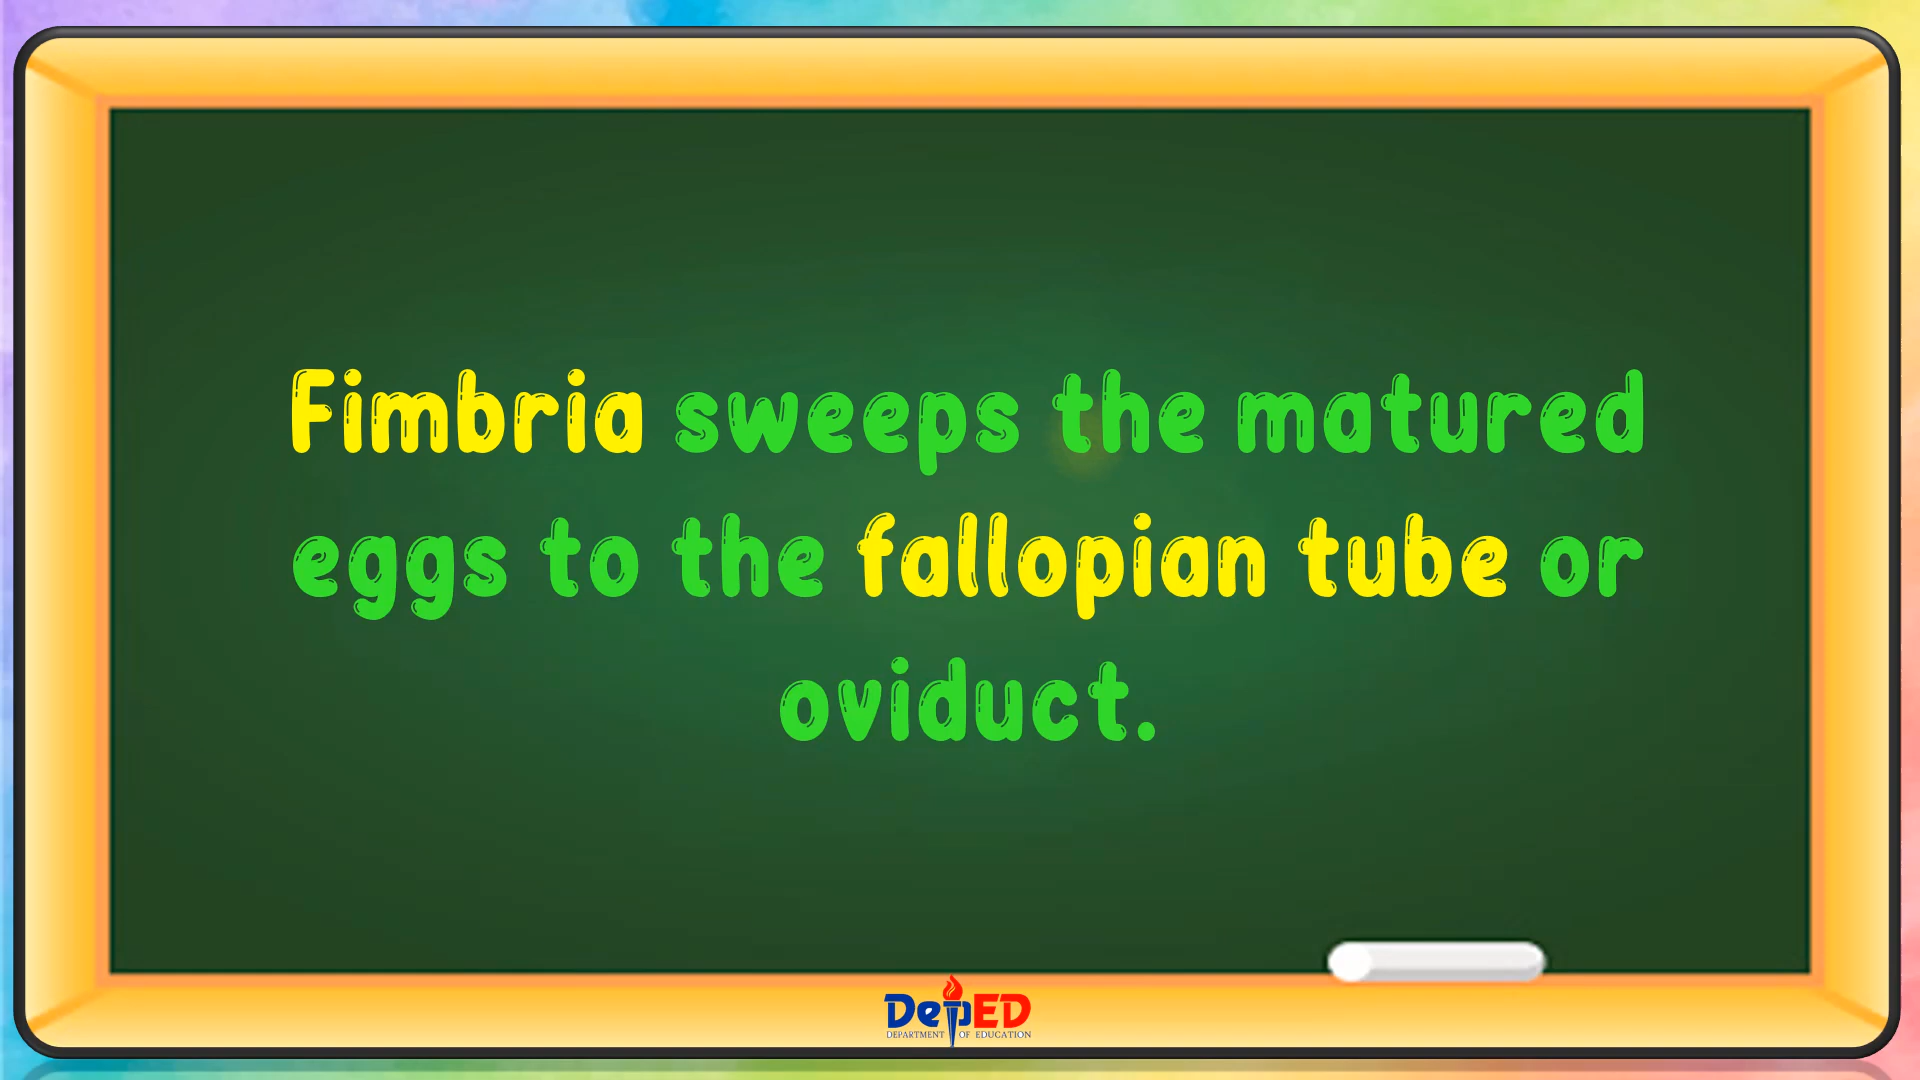 Fimbria sweeps the matured
eggs to the fallopian tube or
oviduct.
DepED
DEPARTMENT OF EDUCATION